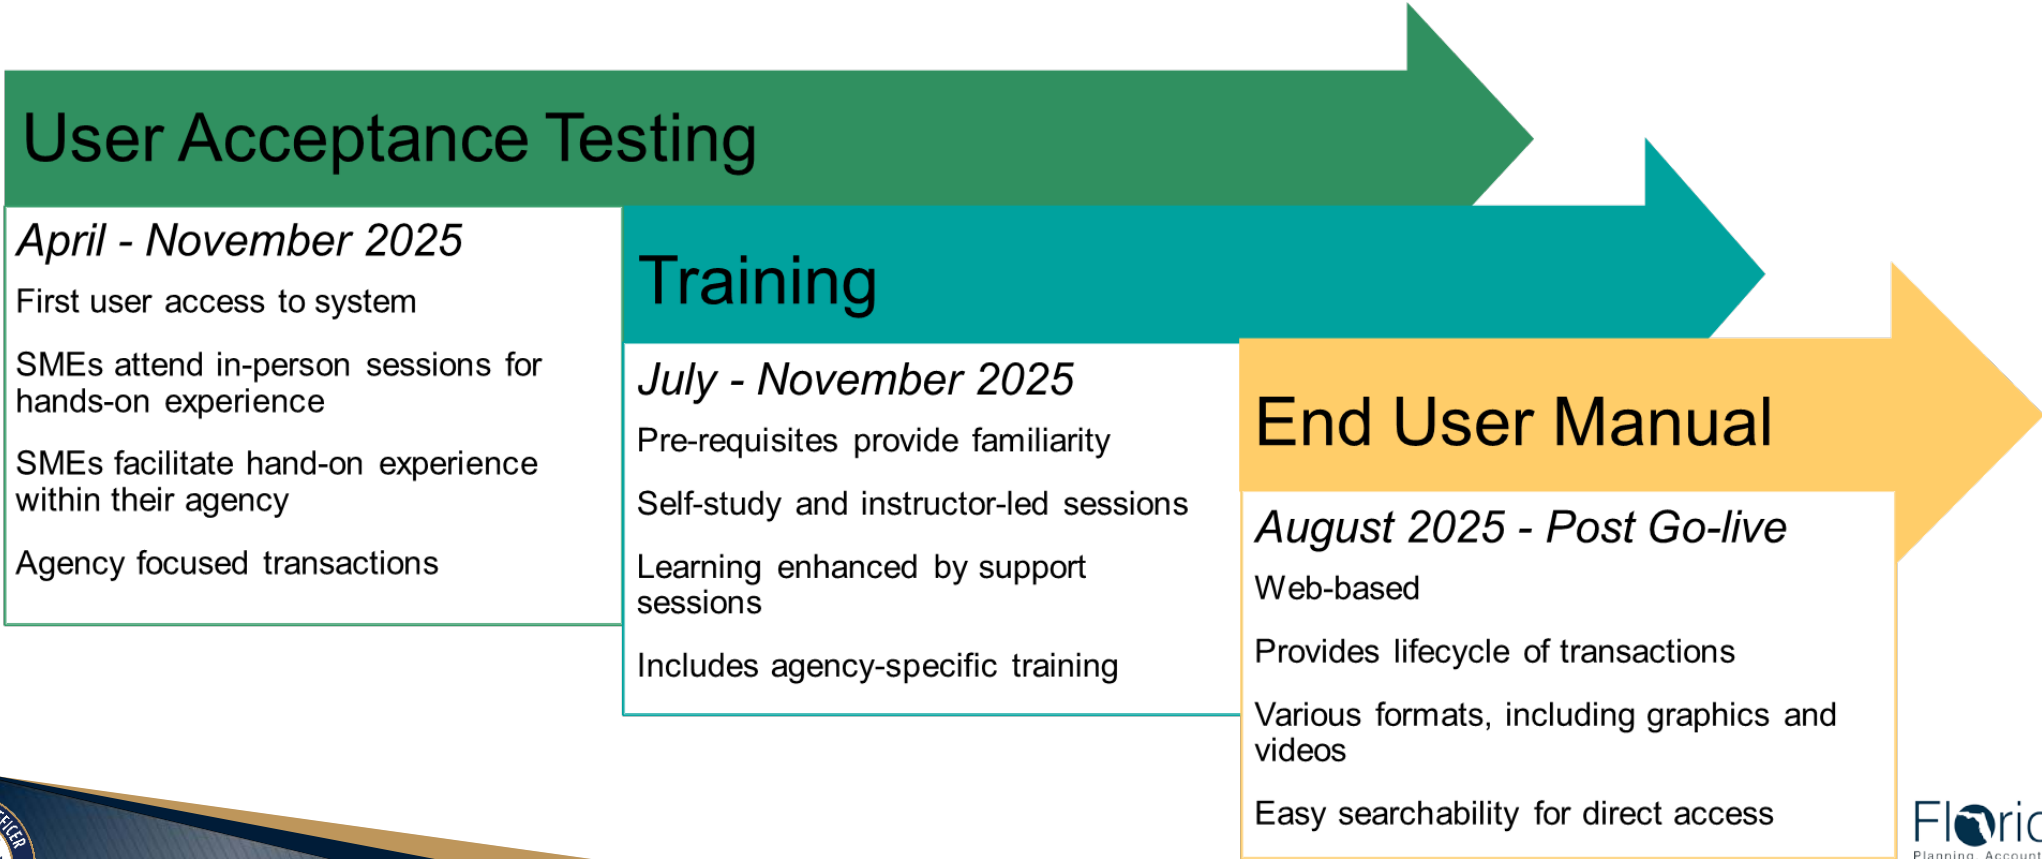 User Acceptance Testing
April - November 2025
First user access to system
SMEs attend in-person sessions for
hands-on experience
SMEs facilitate hand-on experience
within their agency
Agency focused transactions
Training
July - November 2025
Pre-requisites provide familiarity
Self-study and instructor-led sessions
Learning enhanced by support
sessions
Includes agency-specific training
End User Manual
August 2025 - Post Go-live
Web-based
Provides lifecycle of transactions
Various formats, including graphics and
videos
Easy searchability for direct access
Planning,